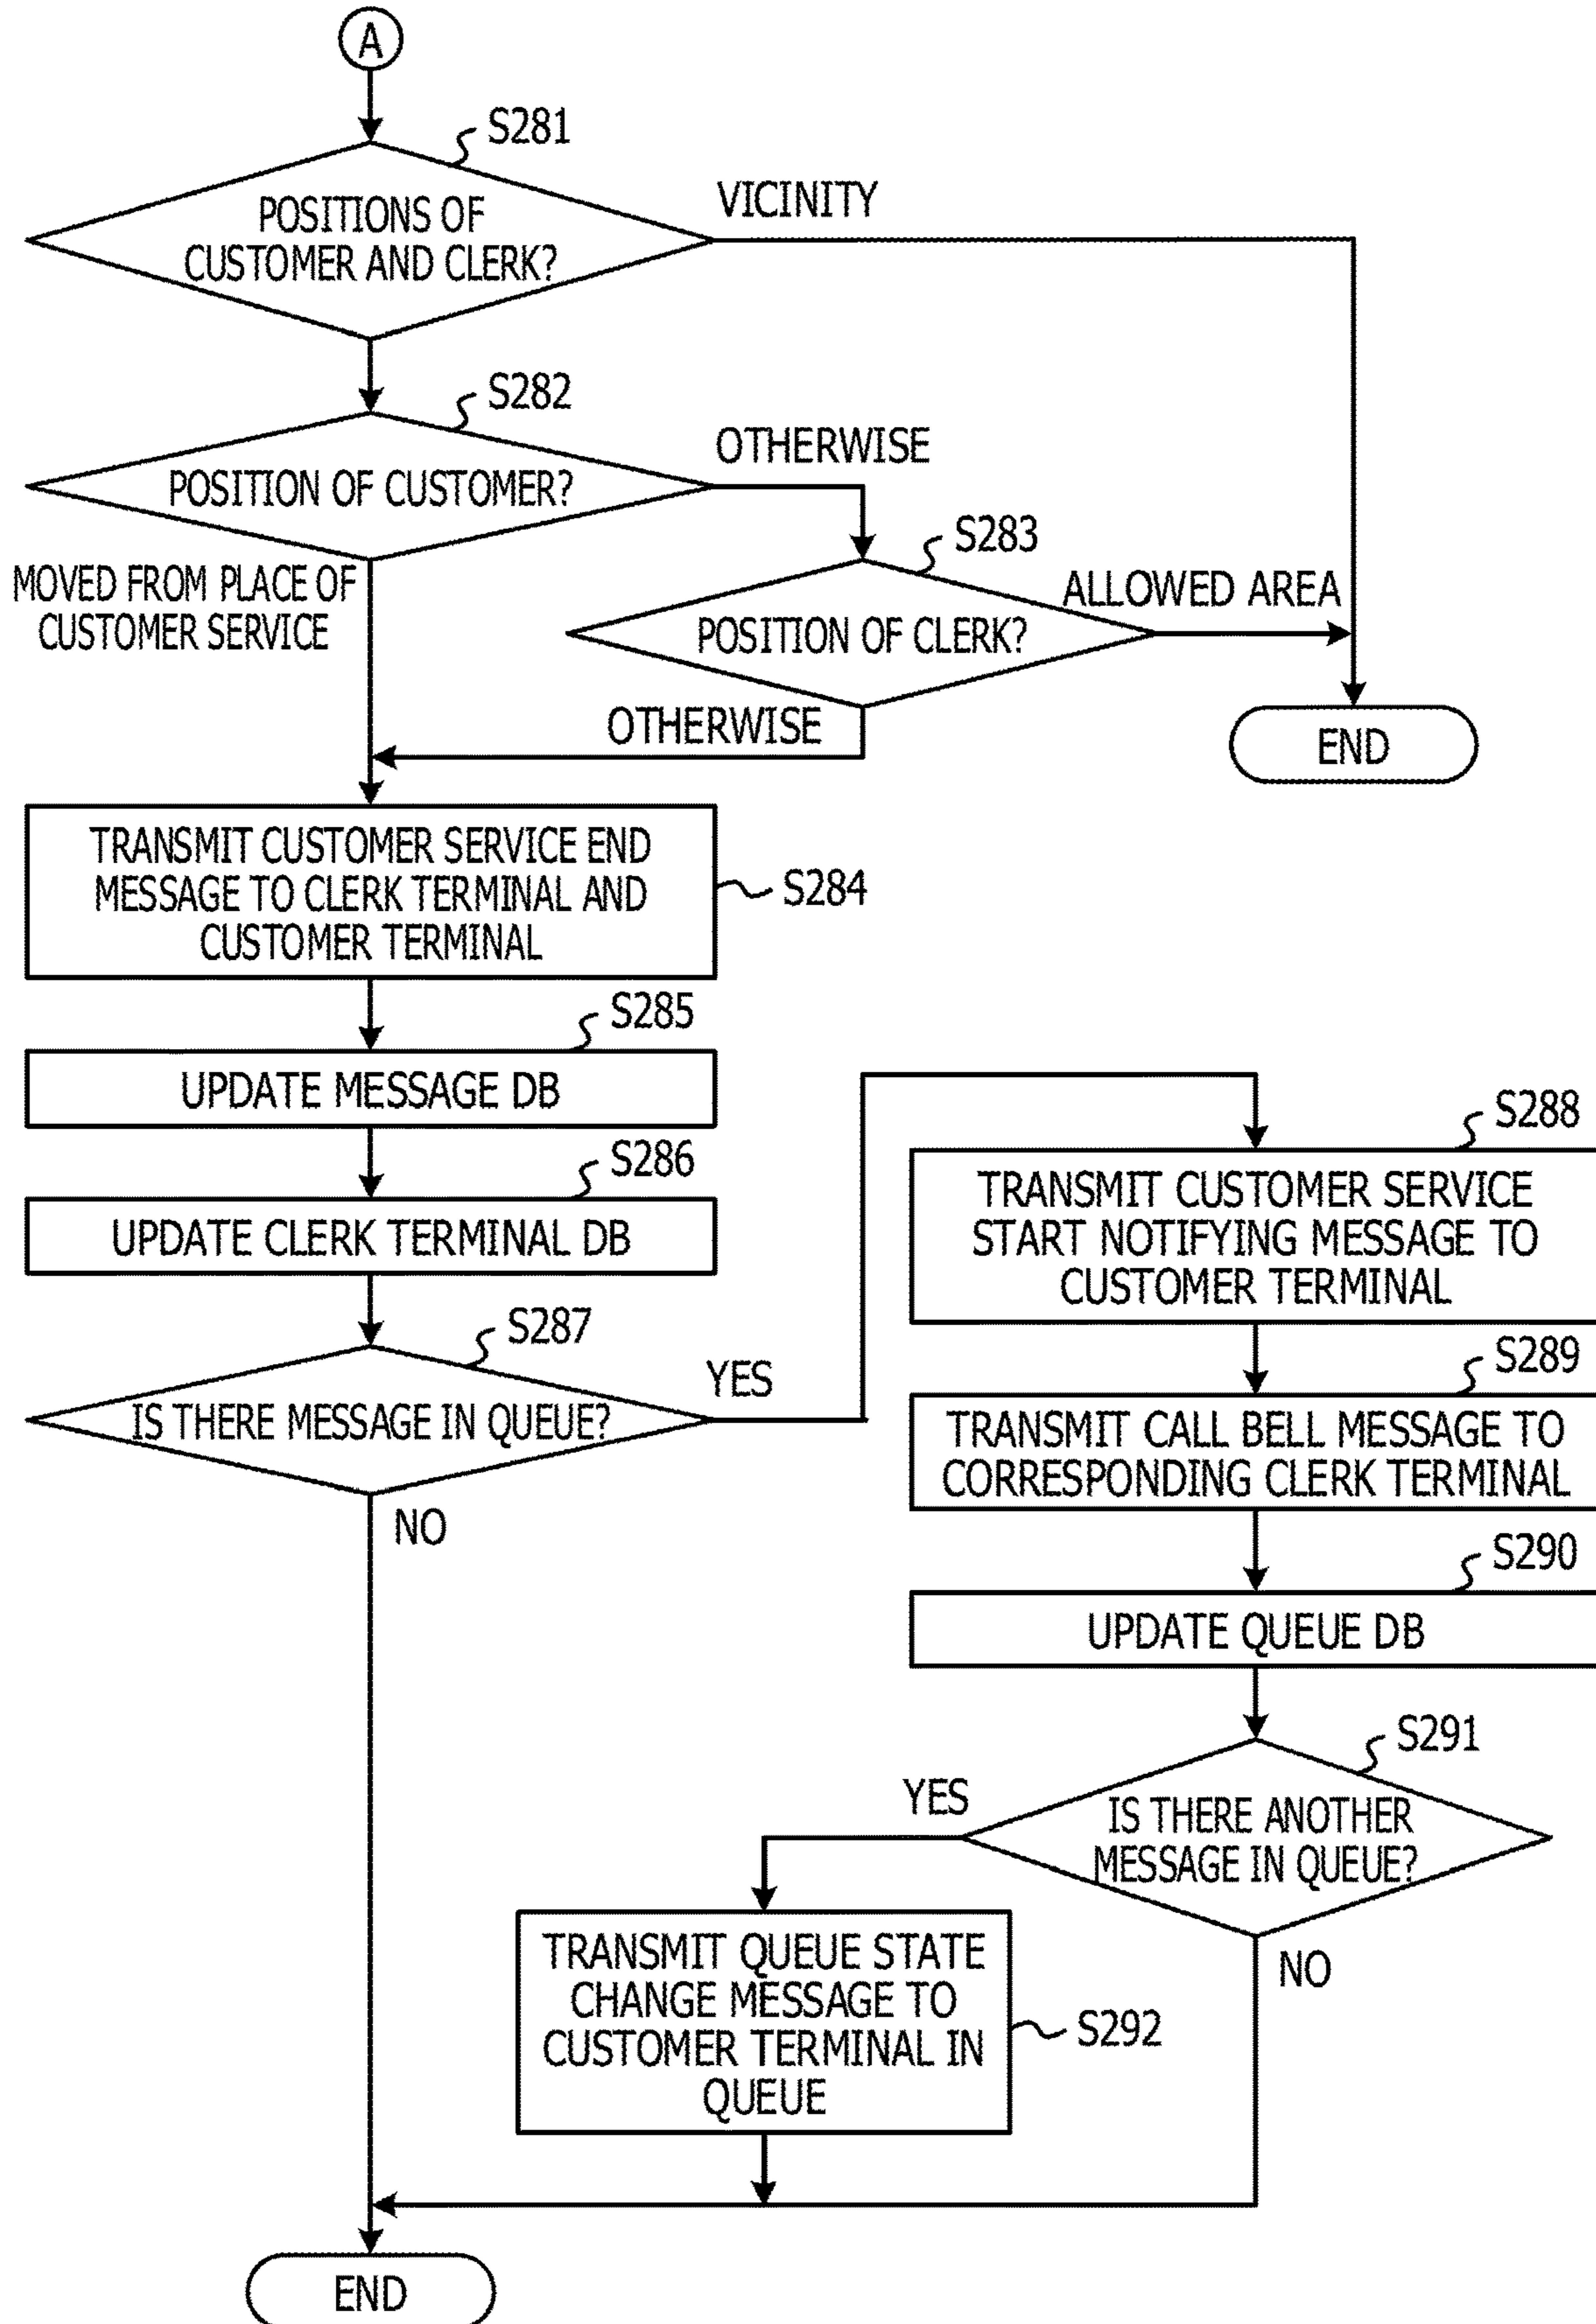 A
S281
POSITIONS OF
CUSTOMER AND CLERK?
VICINITY
S282
POSITION OF CUSTOMER?
OTHERWISE
MOVED FROM PLACE OF
CUSTOMER SERVICE
S283
POSITION OF CLERK?
ALLOWED AREA
OTHERWISE
END
TRANSMIT CUSTOMER SERVICE END
MESSAGE TO CLERK TERMINAL AND
CUSTOMER TERMINAL
S284
S285
UPDATE MESSAGE DB
S286
UPDATE CLERK TERMINAL DB
S287
IS THERE MESSAGE IN QUEUE?
YES
NO
S288
TRANSMIT CUSTOMER SERVICE
START NOTIFYING MESSAGE TO
CUSTOMER TERMINAL
S289
TRANSMIT CALL BELL MESSAGE TO
CORRESPONDING CLERK TERMINAL
S290
UPDATE QUEUE DB
S291
IS THERE ANOTHER
MESSAGE IN QUEUE?
YES
NO
TRANSMIT QUEUE STATE
CHANGE MESSAGE TO
CUSTOMER TERMINAL IN
QUEUE
S292
END